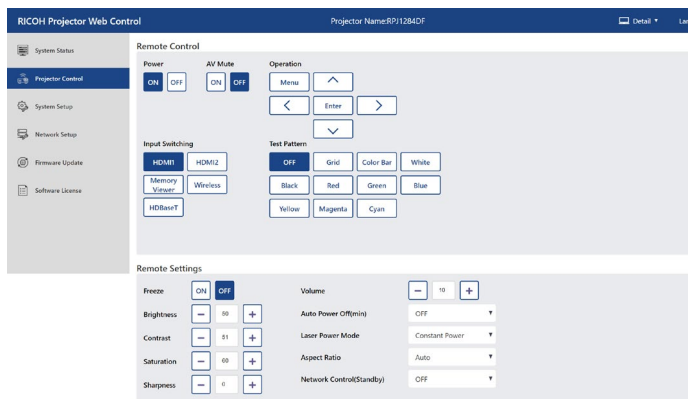 RICOH Projector Web Control
Projector Name:RPJ1284DF
Detail ▼
System Status
Projector Control
System Setup
Network Setup
Firmware Update
Software License
Remote Control
Power
AV Mute
Operation
ON OFF
ON OFF
Menu
Enter
Input Switching
HDMI1 HDMI2
Memory
Viewer
Wireless
HDBaseT
Test Pattern
OFF Grid Color Bar White
Black Red Green Blue
Yellow Magenta Cyan
Remote Settings
Freeze ON OFF
Brightness − 50 +
Contrast − 51 +
Saturation − 60 +
Sharpness − 0 +
Volume − 10 +
Auto Power Off(min) OFF ▼
Laser Power Mode Constant Power ▼
Aspect Ratio Auto ▼
Network Control(Standby) OFF ▼